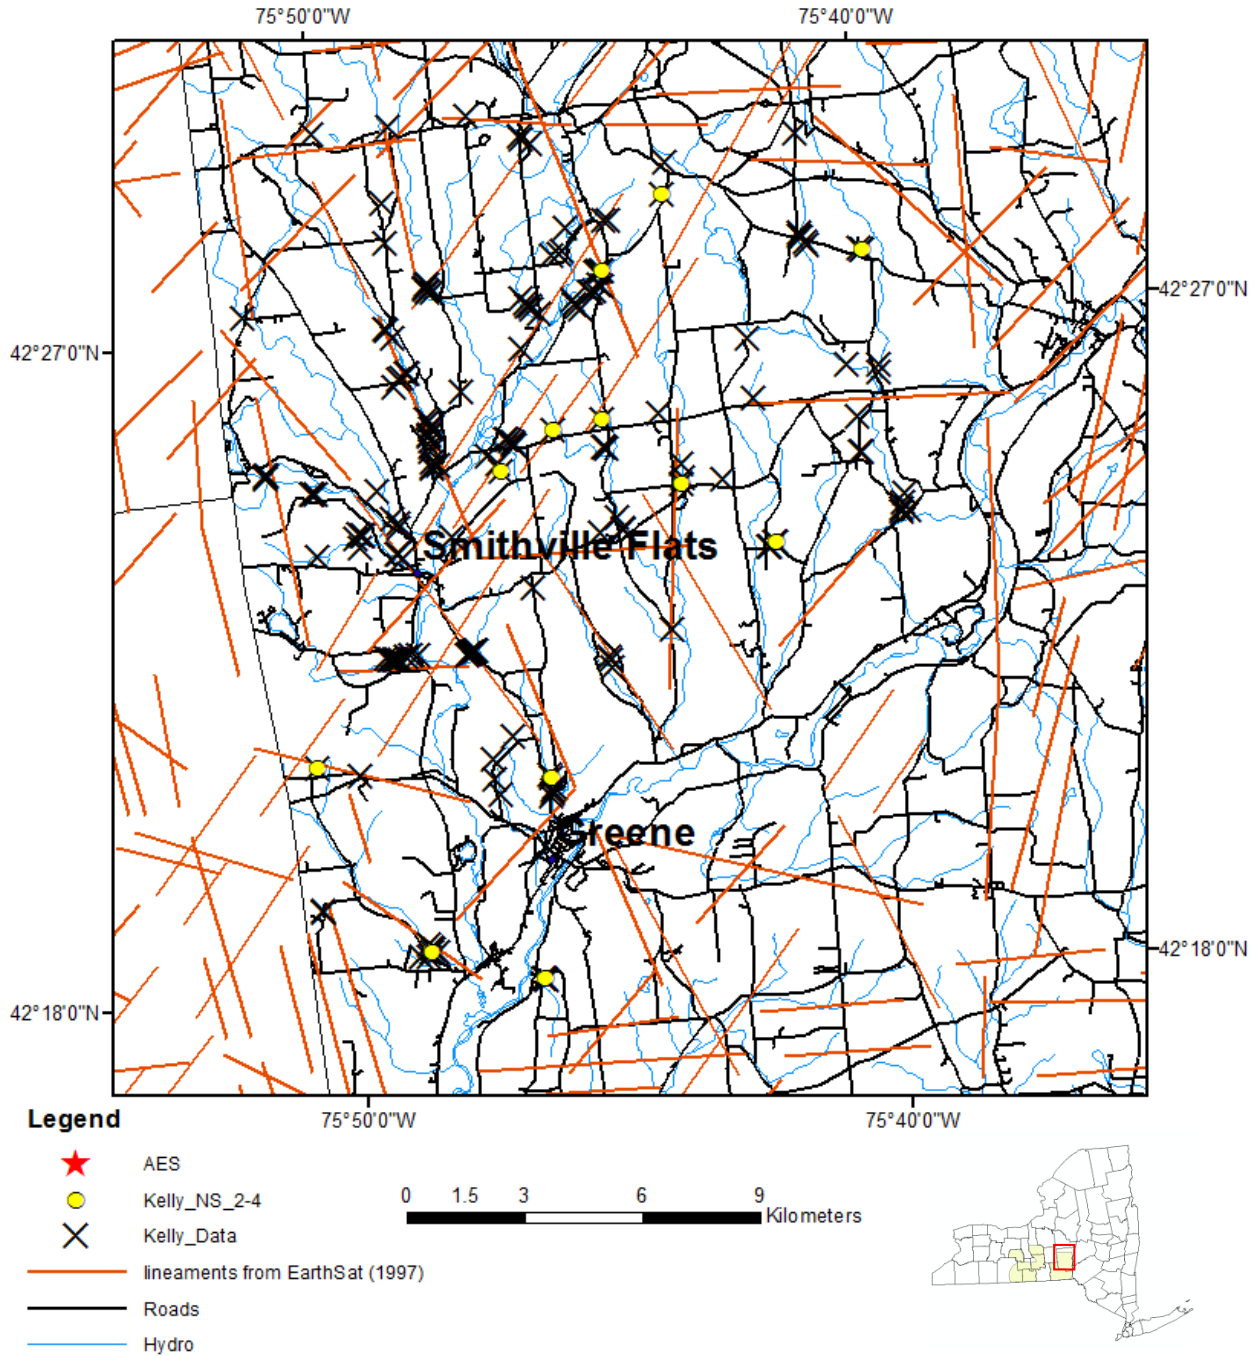 75°50'0"W 75°40'0"W
42°27'0"N
42°27'0"N
Smithville Flats
Greene
42°18'0"N
42°18'0"N
75°50'0"W 75°40'0"W
Legend
AES
Kelly_NS_2-4
Kelly_Data
lineaments from EarthSat (1997)
Roads
Hydro
0 1.5 3 6 9
Kilometers